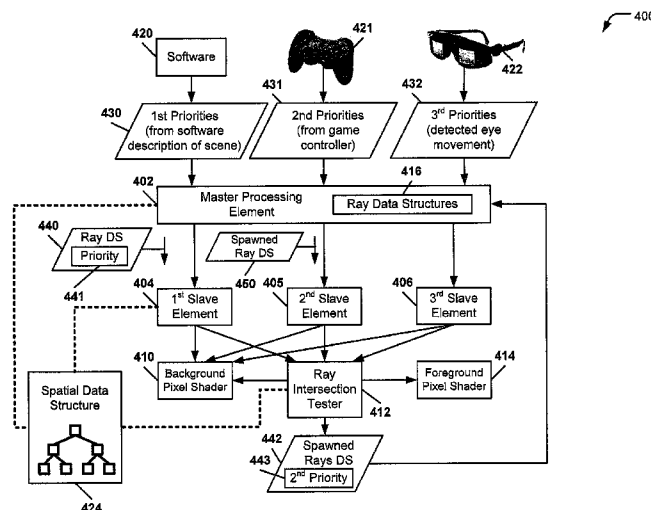 400
420
Software
421
422
430
1st Priorities
(from software
description of scene)
431
2nd Priorities
(from game
controller)
432
3rd Priorities
(detected eye
movement)
402
Master Processing
Element
416
Ray Data Structures
440
Ray DS
Priority
441
Spawned
Ray DS
450
404
1st Slave
Element
405
2nd Slave
Element
406
3rd Slave
Element
410
Background
Pixel Shader
Ray
Intersection
Tester
412
Foreground
Pixel Shader
414
Spatial Data
Structure
424
442
Spawned
Rays DS
443
2nd Priority